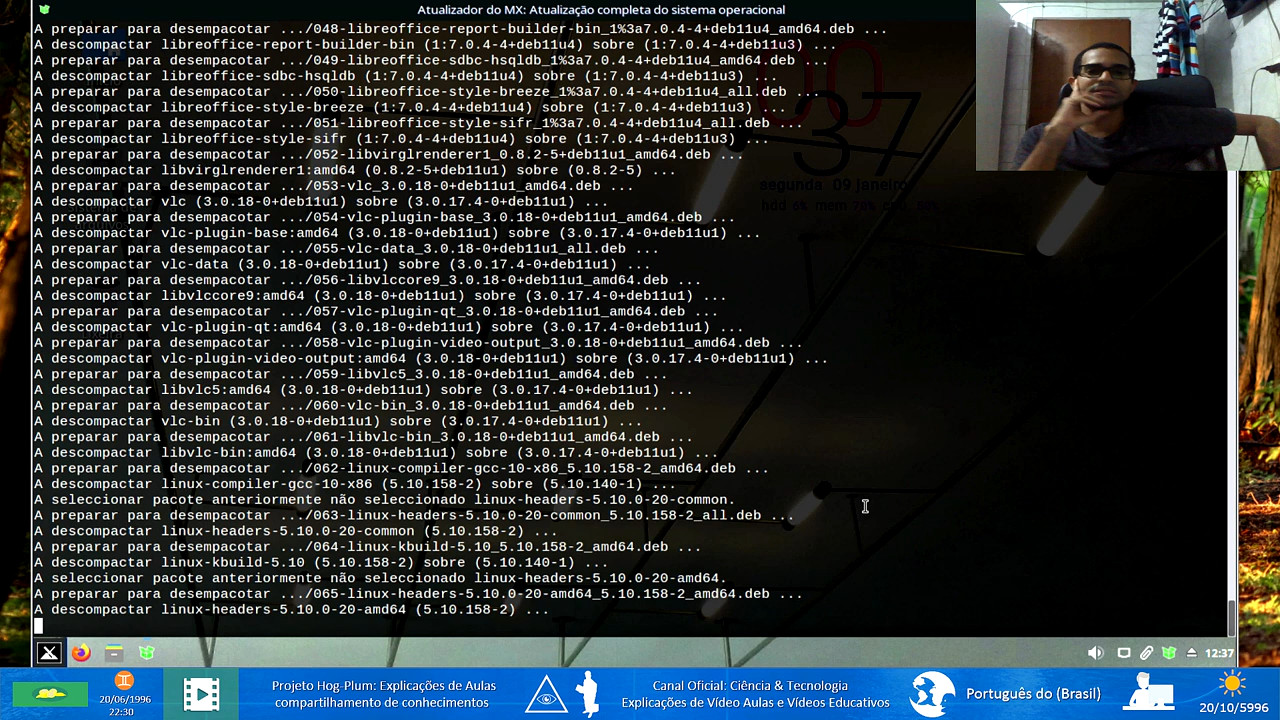 Atualizador do MX: Atualização completa do sistema operacional
A preparar para desempacotar .../048-libreoffice-report-builder-bin_1%3a7.0.4-4+deb11u4_amd64.deb ...
A descompactar libreoffice-report-builder-bin (1:7.0.4-4+deb11u4) sobre (1:7.0.4-4+deb11u3) ...
A preparar para desempacotar .../049-libreoffice-sdbc-hsqldb_1%3a7.0.4-4+deb11u4_amd64.deb ...
A descompactar libreoffice-sdbc-hsqldb (1:7.0.4-4+deb11u4) sobre (1:7.0.4-4+deb11u3) ...
A preparar para desempacotar .../050-libreoffice-style-breeze_1%3a7.0.4-4+deb11u4_all.deb ...
A descompactar libreoffice-style-breeze (1:7.0.4-4+deb11u4) sobre (1:7.0.4-4+deb11u3) ...
A preparar para desempacotar .../051-libreoffice-style-sifr_1%3a7.0.4-4+deb11u4_all.deb ...
A descompactar libreoffice-style-sifr (1:7.0.4-4+deb11u4) sobre (1:7.0.4-4+deb11u3) ...
A preparar para desempacotar .../052-libvirglrenderer1_0.8.2-5+deb11u1_amd64.deb ...
A descompactar libvirglrenderer1:amd64 (0.8.2-5+deb11u1) sobre (0.8.2-5) ...
A preparar para desempacotar .../053-vlc_3.0.18-0+deb11u1_amd64.deb ...
A descompactar vlc (3.0.18-0+deb11u1) sobre (3.0.17.4-0+deb11u1) ...
A preparar para desempacotar .../054-vlc-plugin-base_3.0.18-0+deb11u1_amd64.deb ...
A descompactar vlc-plugin-base:amd64 (3.0.18-0+deb11u1) sobre (3.0.17.4-0+deb11u1) ...
A preparar para desempacotar .../055-vlc-data_3.0.18-0+deb11u1_all.deb ...
A descompactar vlc-data (3.0.18-0+deb11u1) sobre (3.0.17.4-0+deb11u1) ...
A preparar para desempacotar .../056-libvlccore9_3.0.18-0+deb11u1_amd64.deb ...
A descompactar libvlccore9:amd64 (3.0.18-0+deb11u1) sobre (3.0.17.4-0+deb11u1) ...
A preparar para desempacotar .../057-vlc-plugin-qt_3.0.18-0+deb11u1_amd64.deb ...
A descompactar vlc-plugin-qt:amd64 (3.0.18-0+deb11u1) sobre (3.0.17.4-0+deb11u1) ...
A preparar para desempacotar .../058-vlc-plugin-video-output_3.0.18-0+deb11u1_amd64.deb ...
A descompactar vlc-plugin-video-output:amd64 (3.0.18-0+deb11u1) sobre (3.0.17.4-0+deb11u1) ...
A preparar para desempacotar .../059-libvlc5_3.0.18-0+deb11u1_amd64.deb ...
A descompactar libvlc5:amd64 (3.0.18-0+deb11u1) sobre (3.0.17.4-0+deb11u1) ...
A preparar para desempacotar .../060-vlc-bin_3.0.18-0+deb11u1_amd64.deb ...
A descompactar vlc-bin (3.0.18-0+deb11u1) sobre (3.0.17.4-0+deb11u1) ...
A preparar para desempacotar .../061-libvlc-bin_3.0.18-0+deb11u1_amd64.deb ...
A descompactar libvlc-bin:amd64 (3.0.18-0+deb11u1) sobre (3.0.17.4-0+deb11u1) ...
A preparar para desempacotar .../062-linux-compiler-gcc-10-x86_5.10.158-2_amd64.deb ...
A descompactar linux-compiler-gcc-10-x86 (5.10.158-2) sobre (5.10.140-1) ...
A seleccionar pacote anteriormente não seleccionado linux-headers-5.10.0-20-common.
A preparar para desempacotar .../063-linux-headers-5.10.0-20-common_5.10.158-2_all.deb ...
A descompactar linux-headers-5.10.0-20-common (5.10.158-2) ...
A preparar para desempacotar .../064-linux-kbuild-5.10_5.10.158-2_amd64.deb ...
A descompactar linux-kbuild-5.10 (5.10.158-2) sobre (5.10.140-1) ...
A seleccionar pacote anteriormente não seleccionado linux-headers-5.10.0-20-amd64.
A preparar para desempacotar .../065-linux-headers-5.10.0-20-amd64_5.10.158-2_amd64.deb ...
A descompactar linux-headers-5.10.0-20-amd64 (5.10.158-2) ...
37
segunda 09 janeiro
12:37
20/06/1996
22:30
Projeto Hog-Plum: Explicações de Aulas
compartilhamento de conhecimentos
Canal Oficial: Ciência & Tecnologia
Explicações de Vídeo Aulas e Vídeos Educativos
Português do (Brasil)
20/10/5996